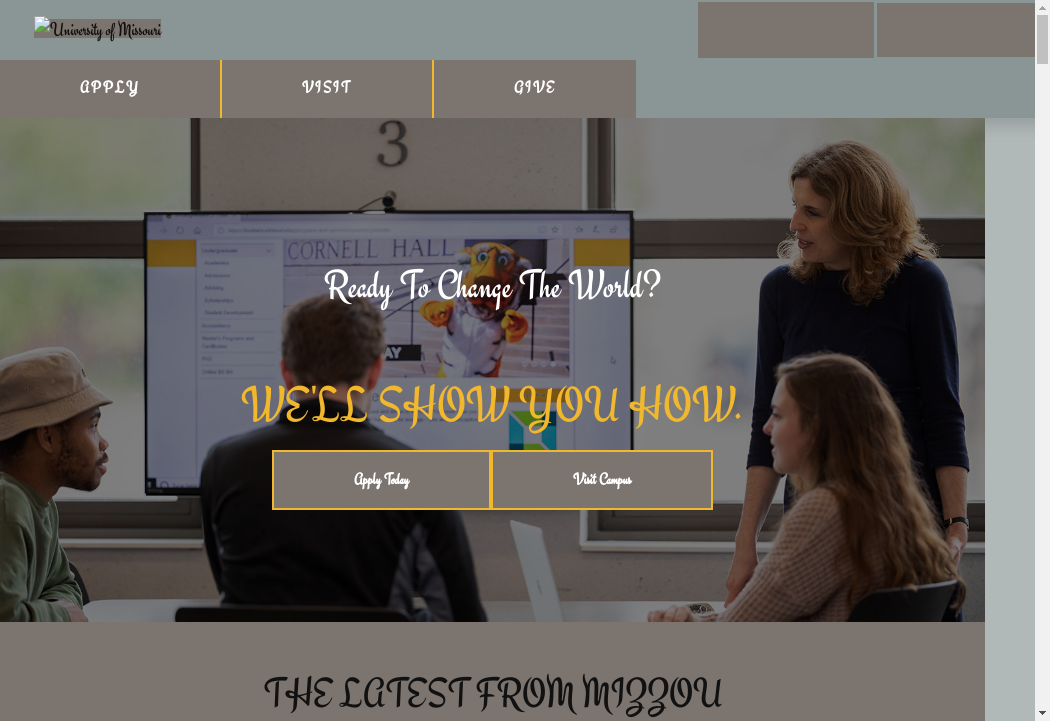 University of Missouri
APPLY
VISIT
GIVE
3
CORNELL HALL
Ready To Change The World?
AY
WE'LL SHOW YOU HOW.
Apply Today
Visit Campus
THE LATEST FROM MIZZOU